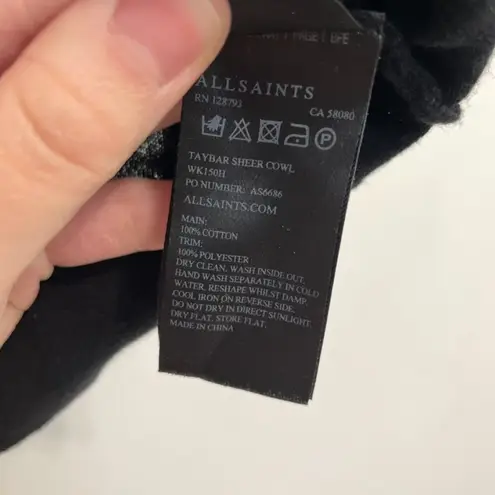 ALLSAINTS
RN 128793 CA 58080
P
TAYBAR SHEER COWL
WK150H
PO NUMBER: AS6686
ALLSAINTS.COM
MAIN:
100% COTTON
TRIM:
100% POLYESTER
DRY CLEAN, WASH INSIDE OUT,
HAND WASH SEPARATELY IN COLD
WATER, RESHAPE WHILST DAMP,
COOL IRON ON REVERSE SIDE,
DO NOT DRY IN DIRECT SUNLIGHT,
DRY FLAT, STORE FLAT,
MADE IN CHINA